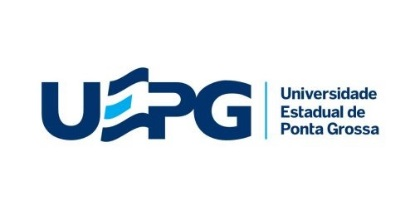 UEPG
Universidade
Estadual de
Ponta Grossa